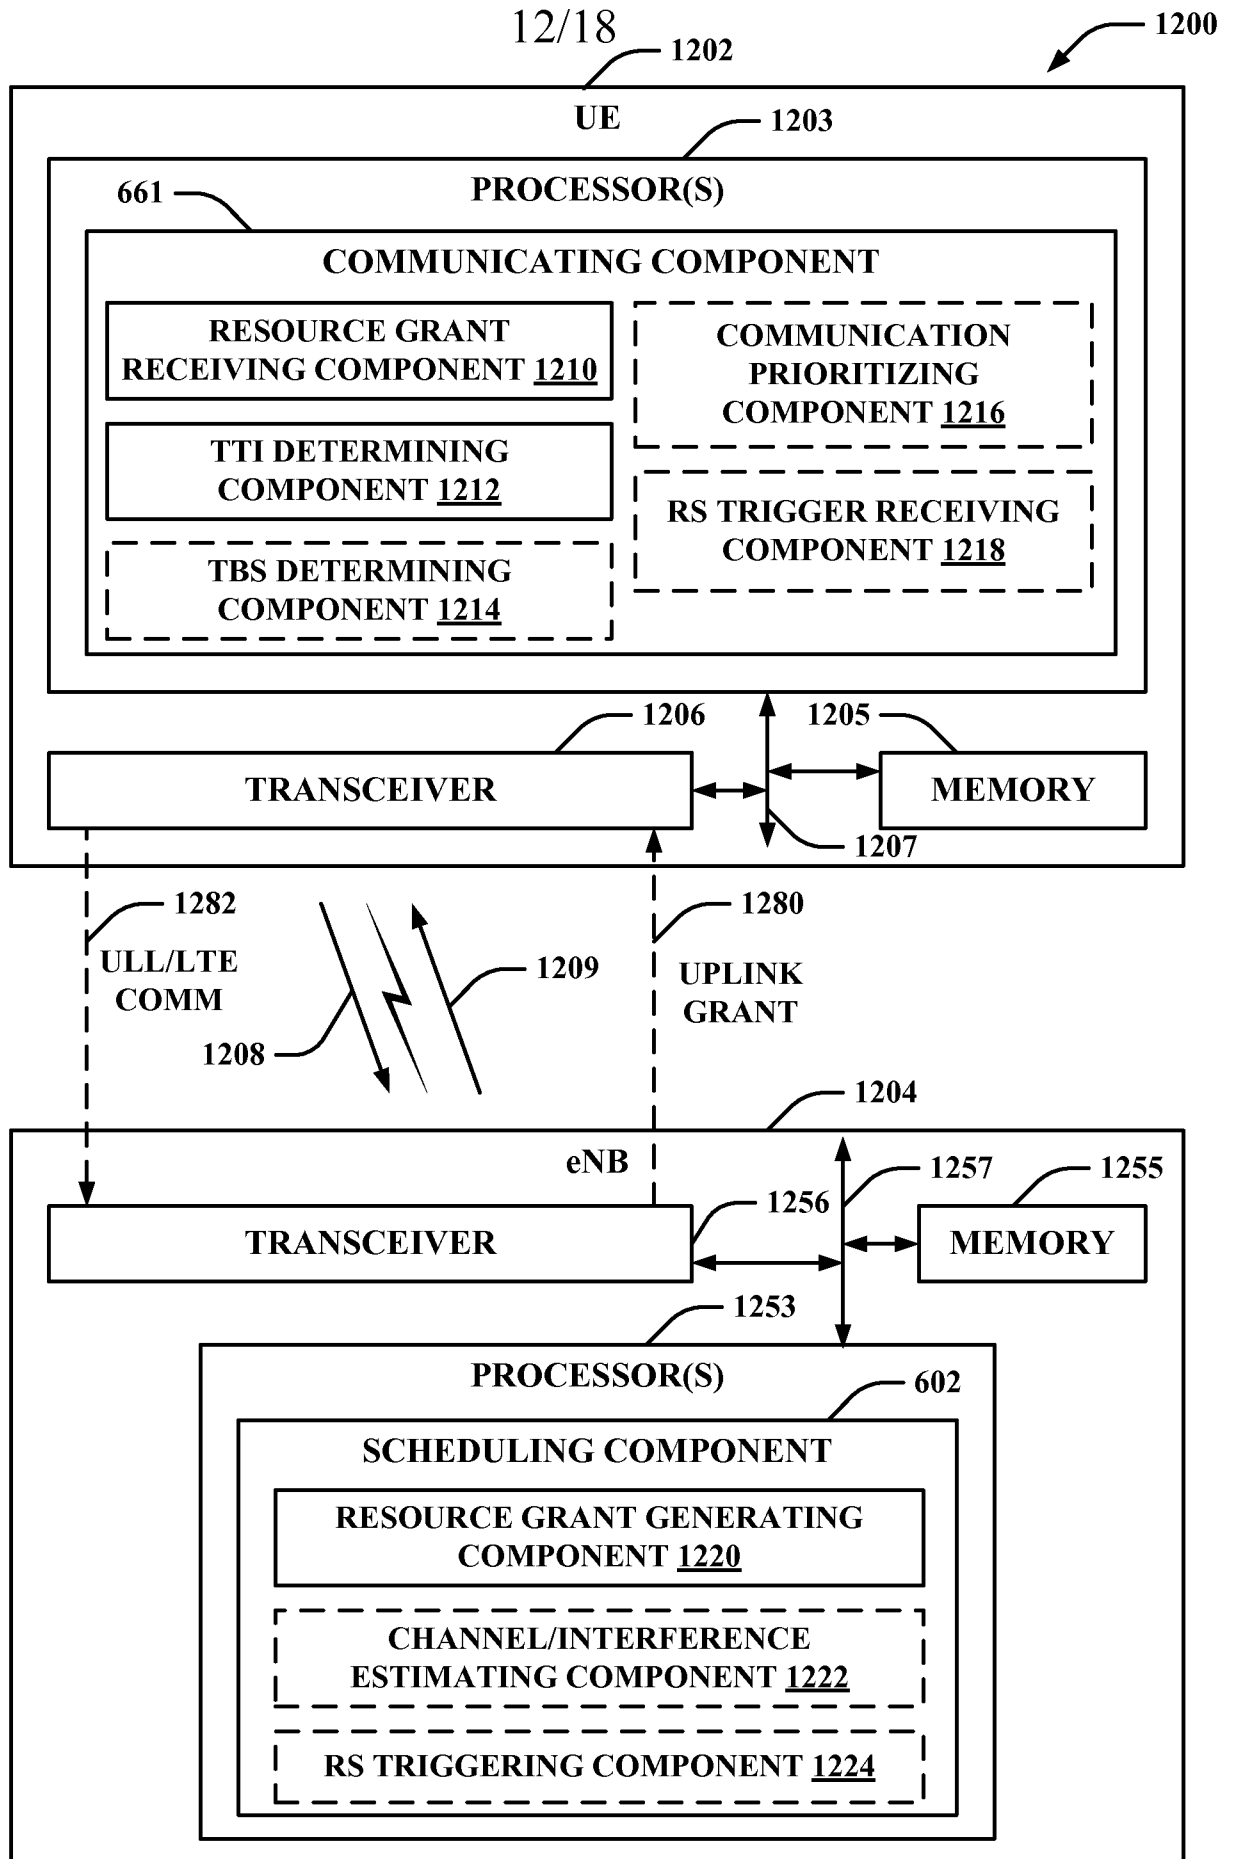 12/18
1200
1202
UE
1203
PROCESSOR(S)
661
COMMUNICATING COMPONENT
RESOURCE GRANT
RECEIVING COMPONENT 1210
COMMUNICATION
PRIORITIZING
COMPONENT 1216
TTI DETERMINING
COMPONENT 1212
RS TRIGGER RECEIVING
COMPONENT 1218
TBS DETERMINING
COMPONENT 1214
1206
1205
TRANSCEIVER
MEMORY
1207
1282
1280
ULL/LTE
COMM
1209
UPLINK
GRANT
1208
1204
eNB
1257
1255
1256
TRANSCEIVER
MEMORY
1253
PROCESSOR(S)
602
SCHEDULING COMPONENT
RESOURCE GRANT GENERATING
COMPONENT 1220
CHANNEL/INTERFERENCE
ESTIMATING COMPONENT 1222
RS TRIGGERING COMPONENT 1224